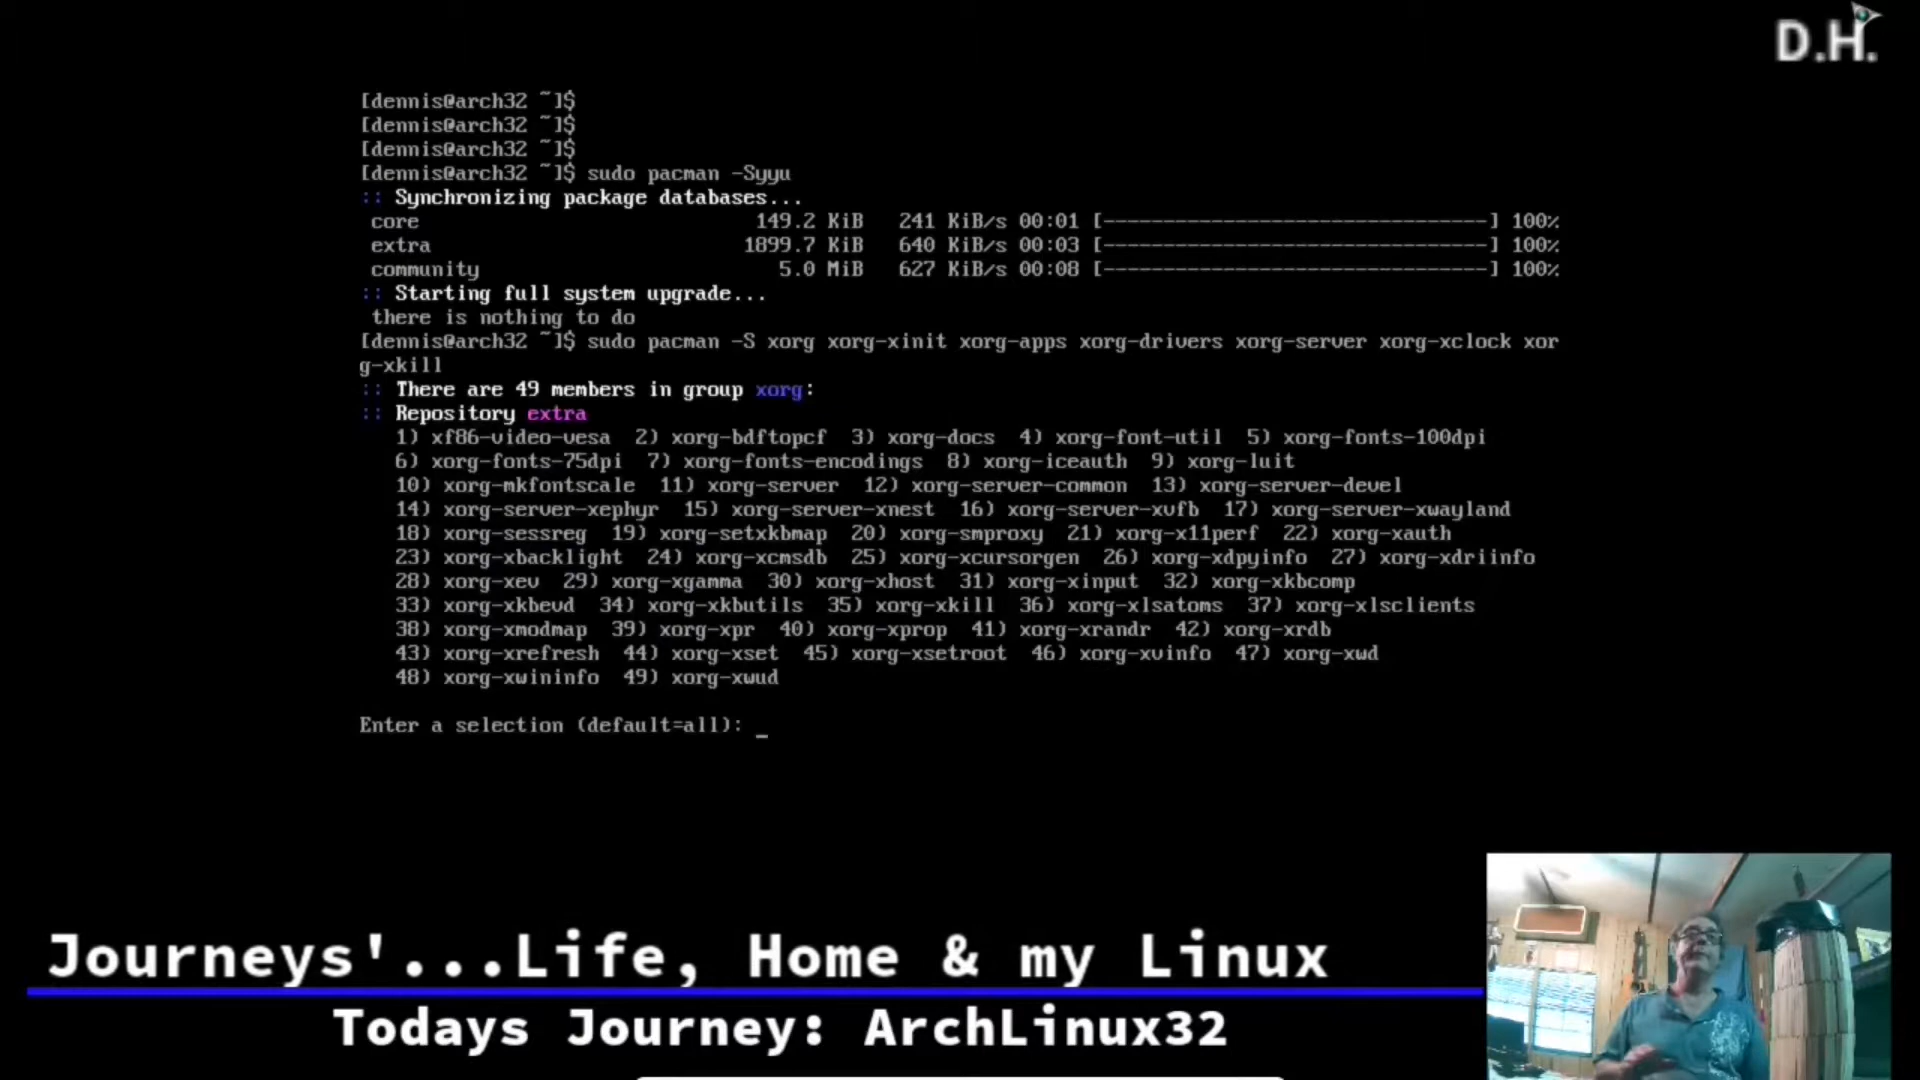 D.H.
[dennis@arch32 ~]$
[dennis@arch32 ~]$
[dennis@arch32 ~]$
[dennis@arch32 ~]$ sudo pacman -Syyu
:: Synchronizing package databases...
core 149.2 KiB 241 KiB/s 00:01 [--------------------------------] 100%
extra 1899.7 KiB 640 KiB/s 00:03 [--------------------------------] 100%
community 5.0 MiB 627 KiB/s 00:08 [--------------------------------] 100%
:: Starting full system upgrade...
there is nothing to do
[dennis@arch32 ~]$ sudo pacman -S xorg xorg-xinit xorg-apps xorg-drivers xorg-server xorg-xclock xor
g-xkill
:: There are 49 members in group xorg:
:: Repository extra
1) xf86-video-vesa 2) xorg-bdftopcf 3) xorg-docs 4) xorg-font-util 5) xorg-fonts-100dpi
6) xorg-fonts-75dpi 7) xorg-fonts-encodings 8) xorg-iceauth 9) xorg-luit
10) xorg-mkfontscale 11) xorg-server 12) xorg-server-common 13) xorg-server-devel
14) xorg-server-xephyr 15) xorg-server-xnest 16) xorg-server-xvfb 17) xorg-server-xwayland
18) xorg-sessreg 19) xorg-setxkbmap 20) xorg-smproxy 21) xorg-x11perf 22) xorg-xauth
23) xorg-xbacklight 24) xorg-xcmsdb 25) xorg-xcursorgen 26) xorg-xdpyinfo 27) xorg-xdriinfo
28) xorg-xev 29) xorg-xgamma 30) xorg-xhost 31) xorg-xinput 32) xorg-xkbcomp
33) xorg-xkbevd 34) xorg-xkbutils 35) xorg-xkill 36) xorg-xlsatoms 37) xorg-xlsclients
38) xorg-xmodmap 39) xorg-xpr 40) xorg-xprop 41) xorg-xrandr 42) xorg-xrdb
43) xorg-xrefresh 44) xorg-xset 45) xorg-xsetroot 46) xorg-xvinfo 47) xorg-xwd
48) xorg-xwininfo 49) xorg-xwud
Enter a selection (default=all): _
Journeys'...Life, Home & my Linux
Todays Journey: ArchLinux32